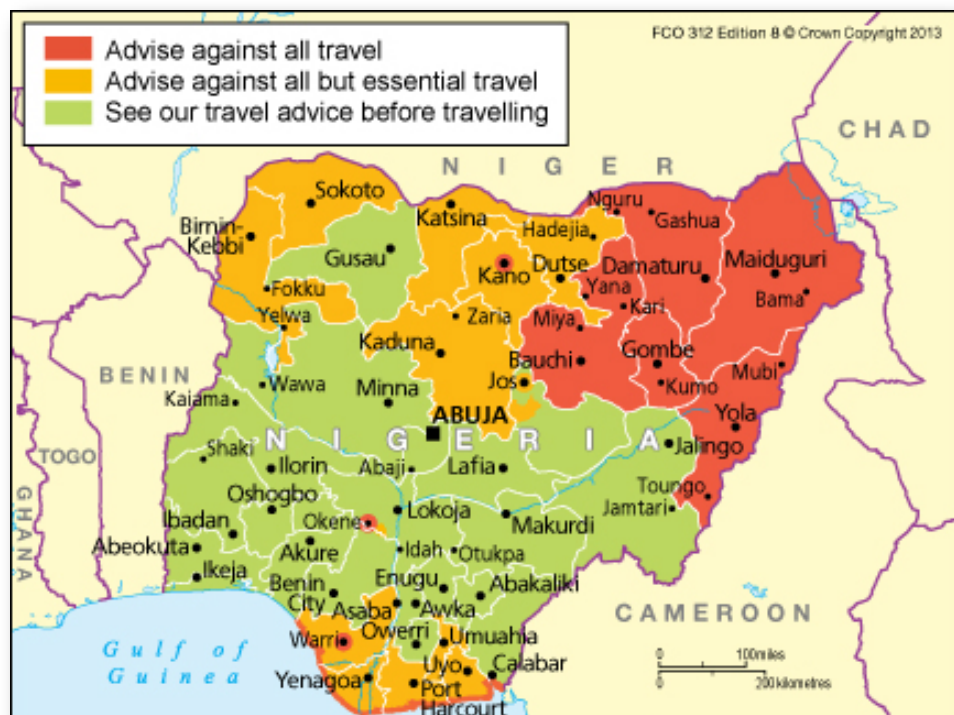 FCO 312 Edition 8 © Crown Copyright 2013
Advise against all travel
Advise against all but essential travel
See our travel advice before travelling
CHAD
NIGER
Sokoto
Katsina
Nguru
Gashua
Birnin-
Kebbi
Hadejia
Gusau
Kano
Dutse
Damaturu
Maiduguri
Fokku
Yana
Kari
Bama
Yelwa
Zaria
Miya
Kaduna
Bauchi
Gombe
BENIN
Wawa
Minna
Jos
Kumo
Mubi
Kaiama
ABUJA
Yola
NIGERIA
Jalingo
TOGO
Shaki
Ilorin
Abaji
Lafia
GHANA
Oshogbo
Toungo
Ibadan
Okene
Lokoja
Makurdi
Jamtari
Abeokuta
Akure
Idah
Otukpa
Ikeja
Benin
City
Enugu
Abakaliki
Asaba
Awka
CAMEROON
Warri
Owerri
Umuahia
Gulf of
Guinea
Uyo
Calabar
Yenagoa
Port
Harcourt
0 100miles
0 200kilometres